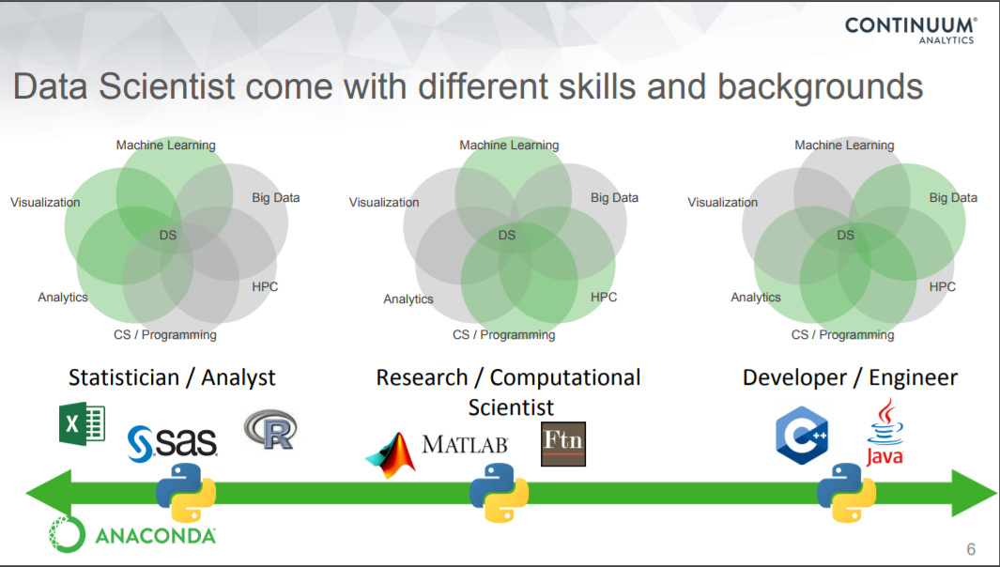 CONTINUUM®
ANALYTICS
Data Scientist come with different skills and backgrounds
Machine Learning
Visualization
Big Data
DS
Analytics
HPC
CS / Programming
Machine Learning
Visualization
Big Data
DS
Analytics
HPC
CS / Programming
Machine Learning
Visualization
Big Data
DS
Analytics
HPC
CS / Programming
Statistician / Analyst
Research / Computational
Scientist
Developer / Engineer
X
sas
R
MATLAB
Ftn
C++
Java
ANACONDA
6